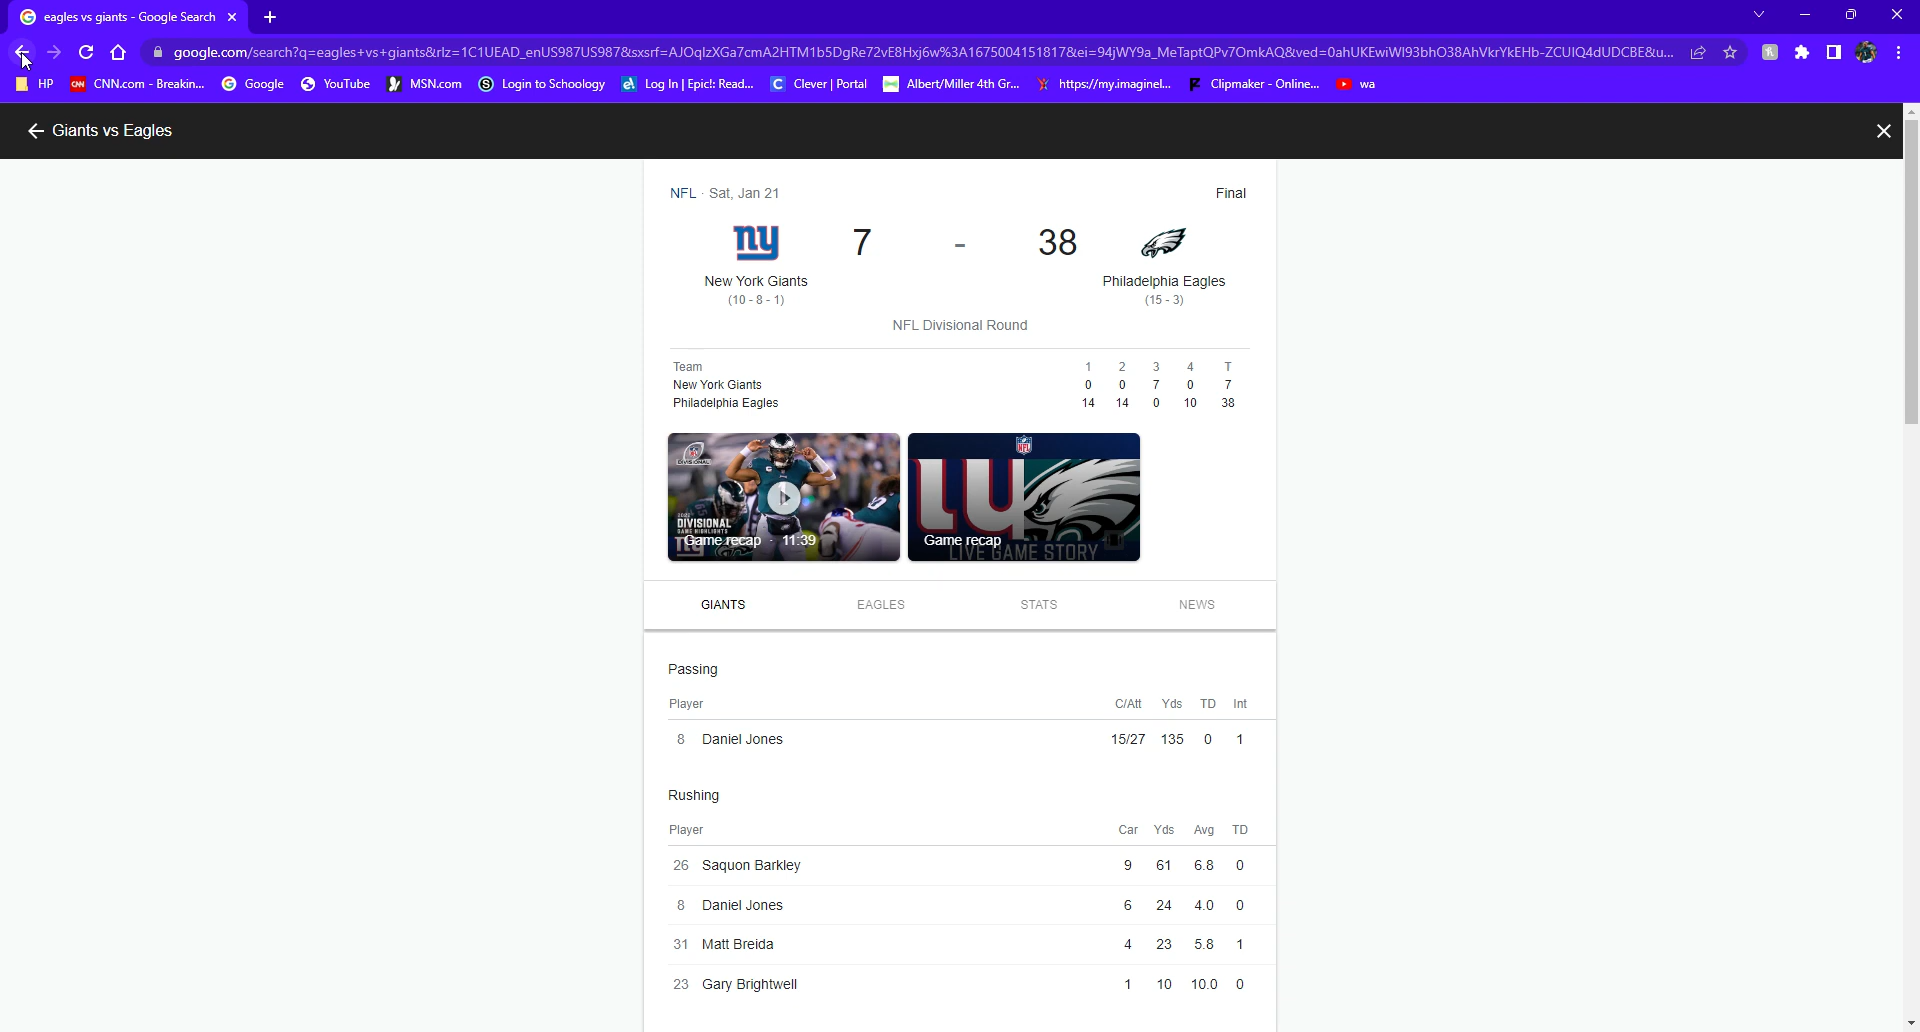 eagles vs giants - Google Search
google.com/search?q=eagles+vs+giants&rlz=1C1UEAD_enUS987US987&sxsrf=AJOqlzXGa7cmA2HTM1b5DgRe72vE8Hxj6w%3A1675004151817&ei=94jWY9a_MeTaptQPv7OmkAQ&ved=0ahUKEwiWl93bhO38AhVkrYkEHb-ZCUIQ4dUDCBE&u...
HP CNN.com - Breakin... Google YouTube MSN.com Login to Schoology Log In | Epic!: Read... Clever | Portal Albert/Miller 4th Gr... https://my.imaginel... Clipmaker - Online... wa
Giants vs Eagles
NFL · Sat, Jan 21 Final
ny 7 - 38
New York Giants Philadelphia Eagles
(10 - 8 - 1) (15 - 3)
NFL Divisional Round
Team 1 2 3 4 T
New York Giants 0 0 7 0 7
Philadelphia Eagles 14 14 0 10 38
DIVISIONAL
NFL
2022
DIVISIONAL
GAME HIGHLIGHTS
Game recap · 11:39
ny
Game recap
LIVE GAME STORY
GIANTS EAGLES STATS NEWS
Passing
Player C/Att Yds TD Int
8 Daniel Jones 15/27 135 0 1
Rushing
Player Car Yds Avg TD
26 Saquon Barkley 9 61 6.8 0
8 Daniel Jones 6 24 4.0 0
31 Matt Breida 4 23 5.8 1
23 Gary Brightwell 1 10 10.0 0